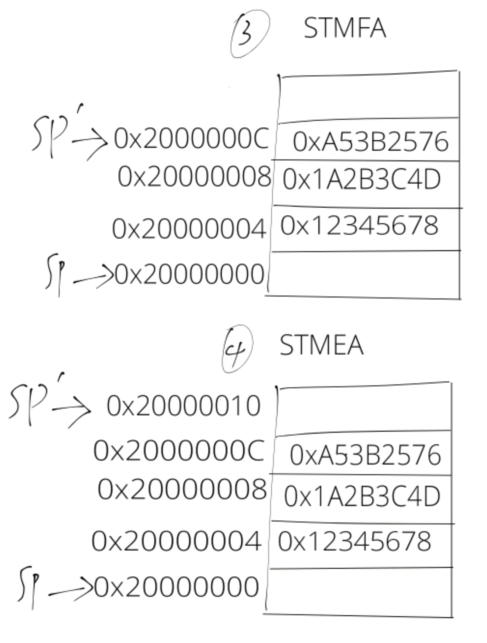 ③ STMFA
SP' → 0x2000000C 0xA53B2576
0x20000008 0x1A2B3C4D
0x20000004 0x12345678
SP → 0x20000000
④ STMEA
SP' → 0x20000010
0x2000000C 0xA53B2576
0x20000008 0x1A2B3C4D
0x20000004 0x12345678
SP → 0x20000000